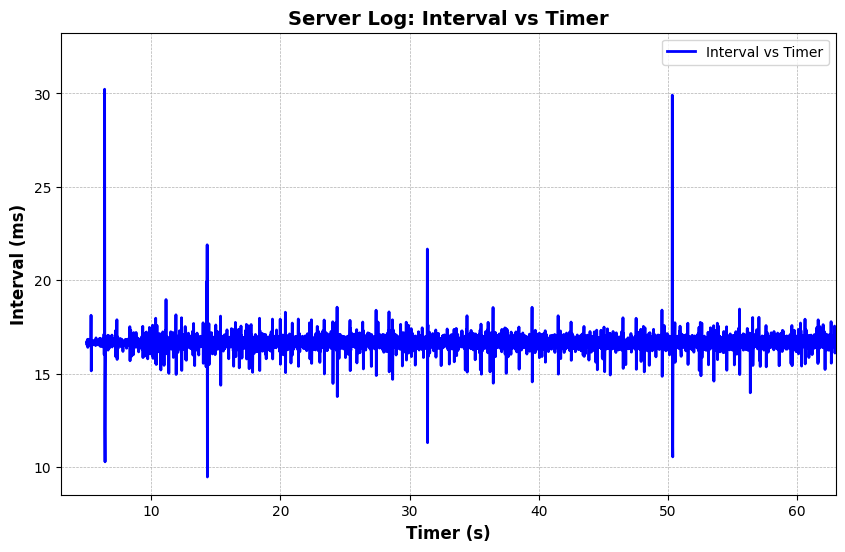 Server Log: Interval vs Timer
Interval vs Timer
30
25
20
15
10
Interval (ms)
10 20 30 40 50 60
Timer (s)